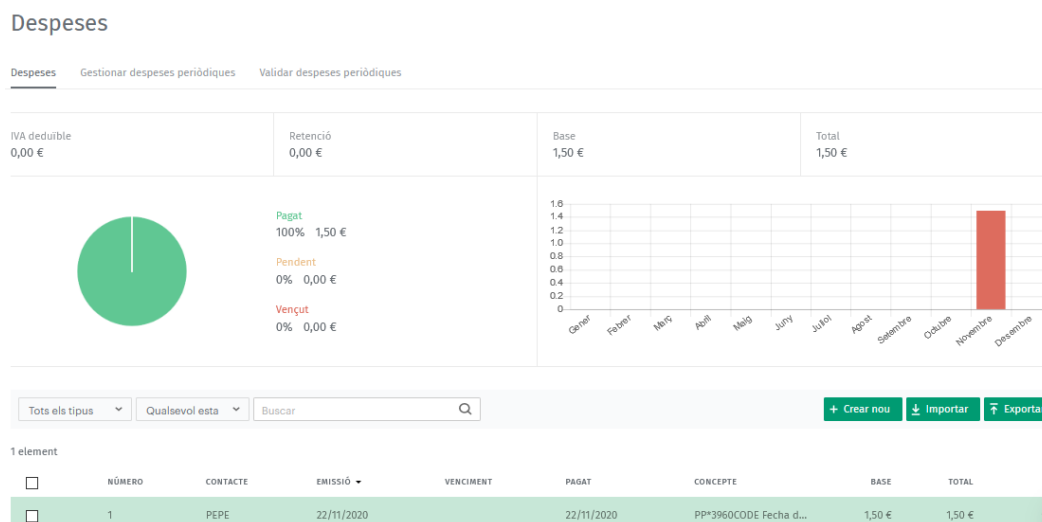 Despeses
Despeses Gestionar despeses periòdiques Validar despeses periòdiques
IVA deduïble Retenció Base Total
0,00 € 0,00 € 1,50 € 1,50 €
Pagat
100% 1,50 €
Pendent
0% 0,00 €
Vençut
0% 0,00 €
1.6
1.4
1.2
1.0
0.8
0.6
0.4
0.2
0
Gener Febrer Març Abril Maig Juny Juliol Agost Setembre Octubre Novembre Desembre
Tots els tipus Qualsevol esta Buscar + Crear nou Importar Exporta
1 element
NÚMERO CONTACTE EMISSIÓ VENCIMENT PAGAT CONCEPTE BASE TOTAL
1 PEPE 22/11/2020 22/11/2020 PP*3960CODE Fecha d... 1,50 € 1,50 €